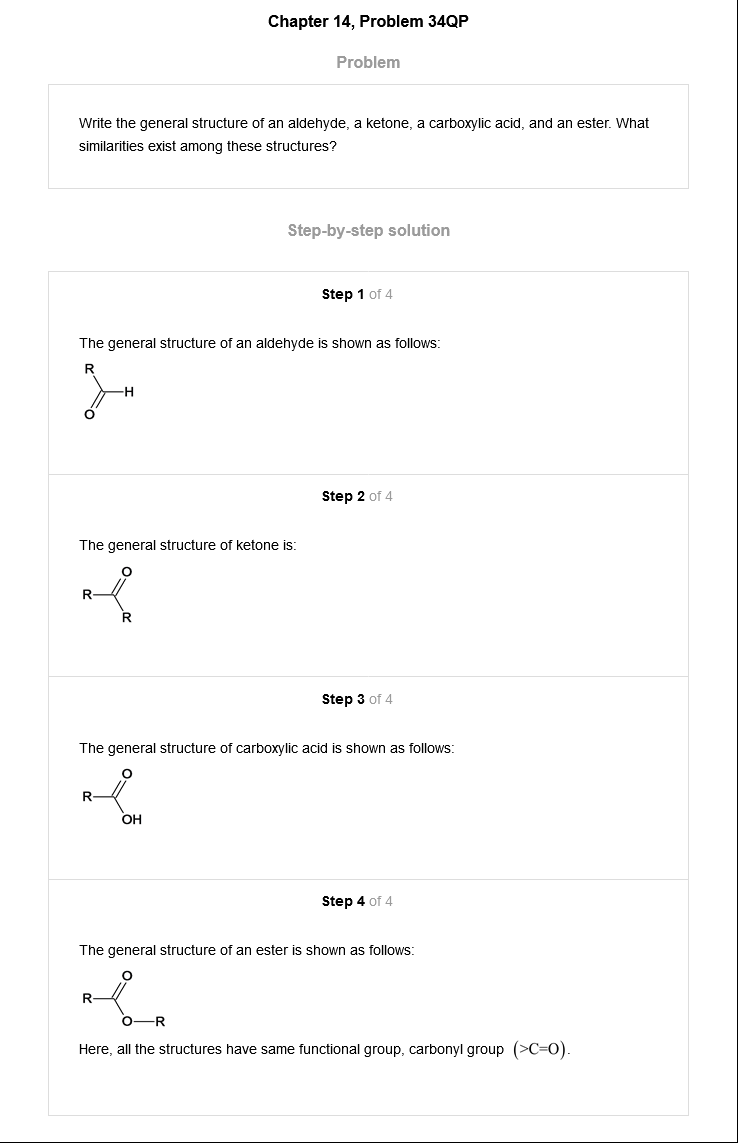 Chapter 14, Problem 34QP
Problem
Write the general structure of an aldehyde, a ketone, a carboxylic acid, and an ester. What
similarities exist among these structures?
Step-by-step solution
Step 1 of 4
The general structure of an aldehyde is shown as follows:
R
H
O
Step 2 of 4
The general structure of ketone is:
O
R
R
Step 3 of 4
The general structure of carboxylic acid is shown as follows:
O
R
OH
Step 4 of 4
The general structure of an ester is shown as follows:
O
R
O R
Here, all the structures have same functional group, carbonyl group (>C=O).